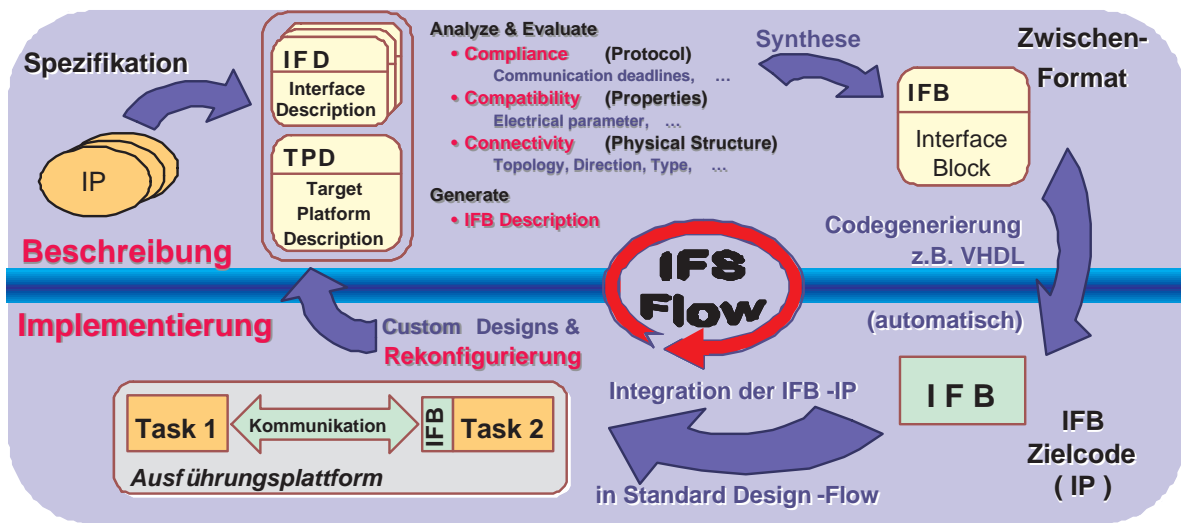 Spezifikation
IP
IFD
Interface
Description
TPD
Target
Platform
Description
Analyze & Evaluate
• Compliance (Protocol)
Communication deadlines, ...
• Compatibility (Properties)
Electrical parameter, ...
• Connectivity (Physical Structure)
Topology, Direction, Type, ...
Generate
• IFB Description
Synthese
Zwischen-
Format
IFB
Interface
Block
Codegenerierung
z.B. VHDL
(automatisch)
Beschreibung
Implementierung
IFS
Flow
Custom Designs &
Rekonfigurierung
Task 1
Kommunikation
IFB
Task 2
Ausführungsplattform
Integration der IFB -IP
in Standard Design -Flow
IFB
IFB
Zielcode
( IP )